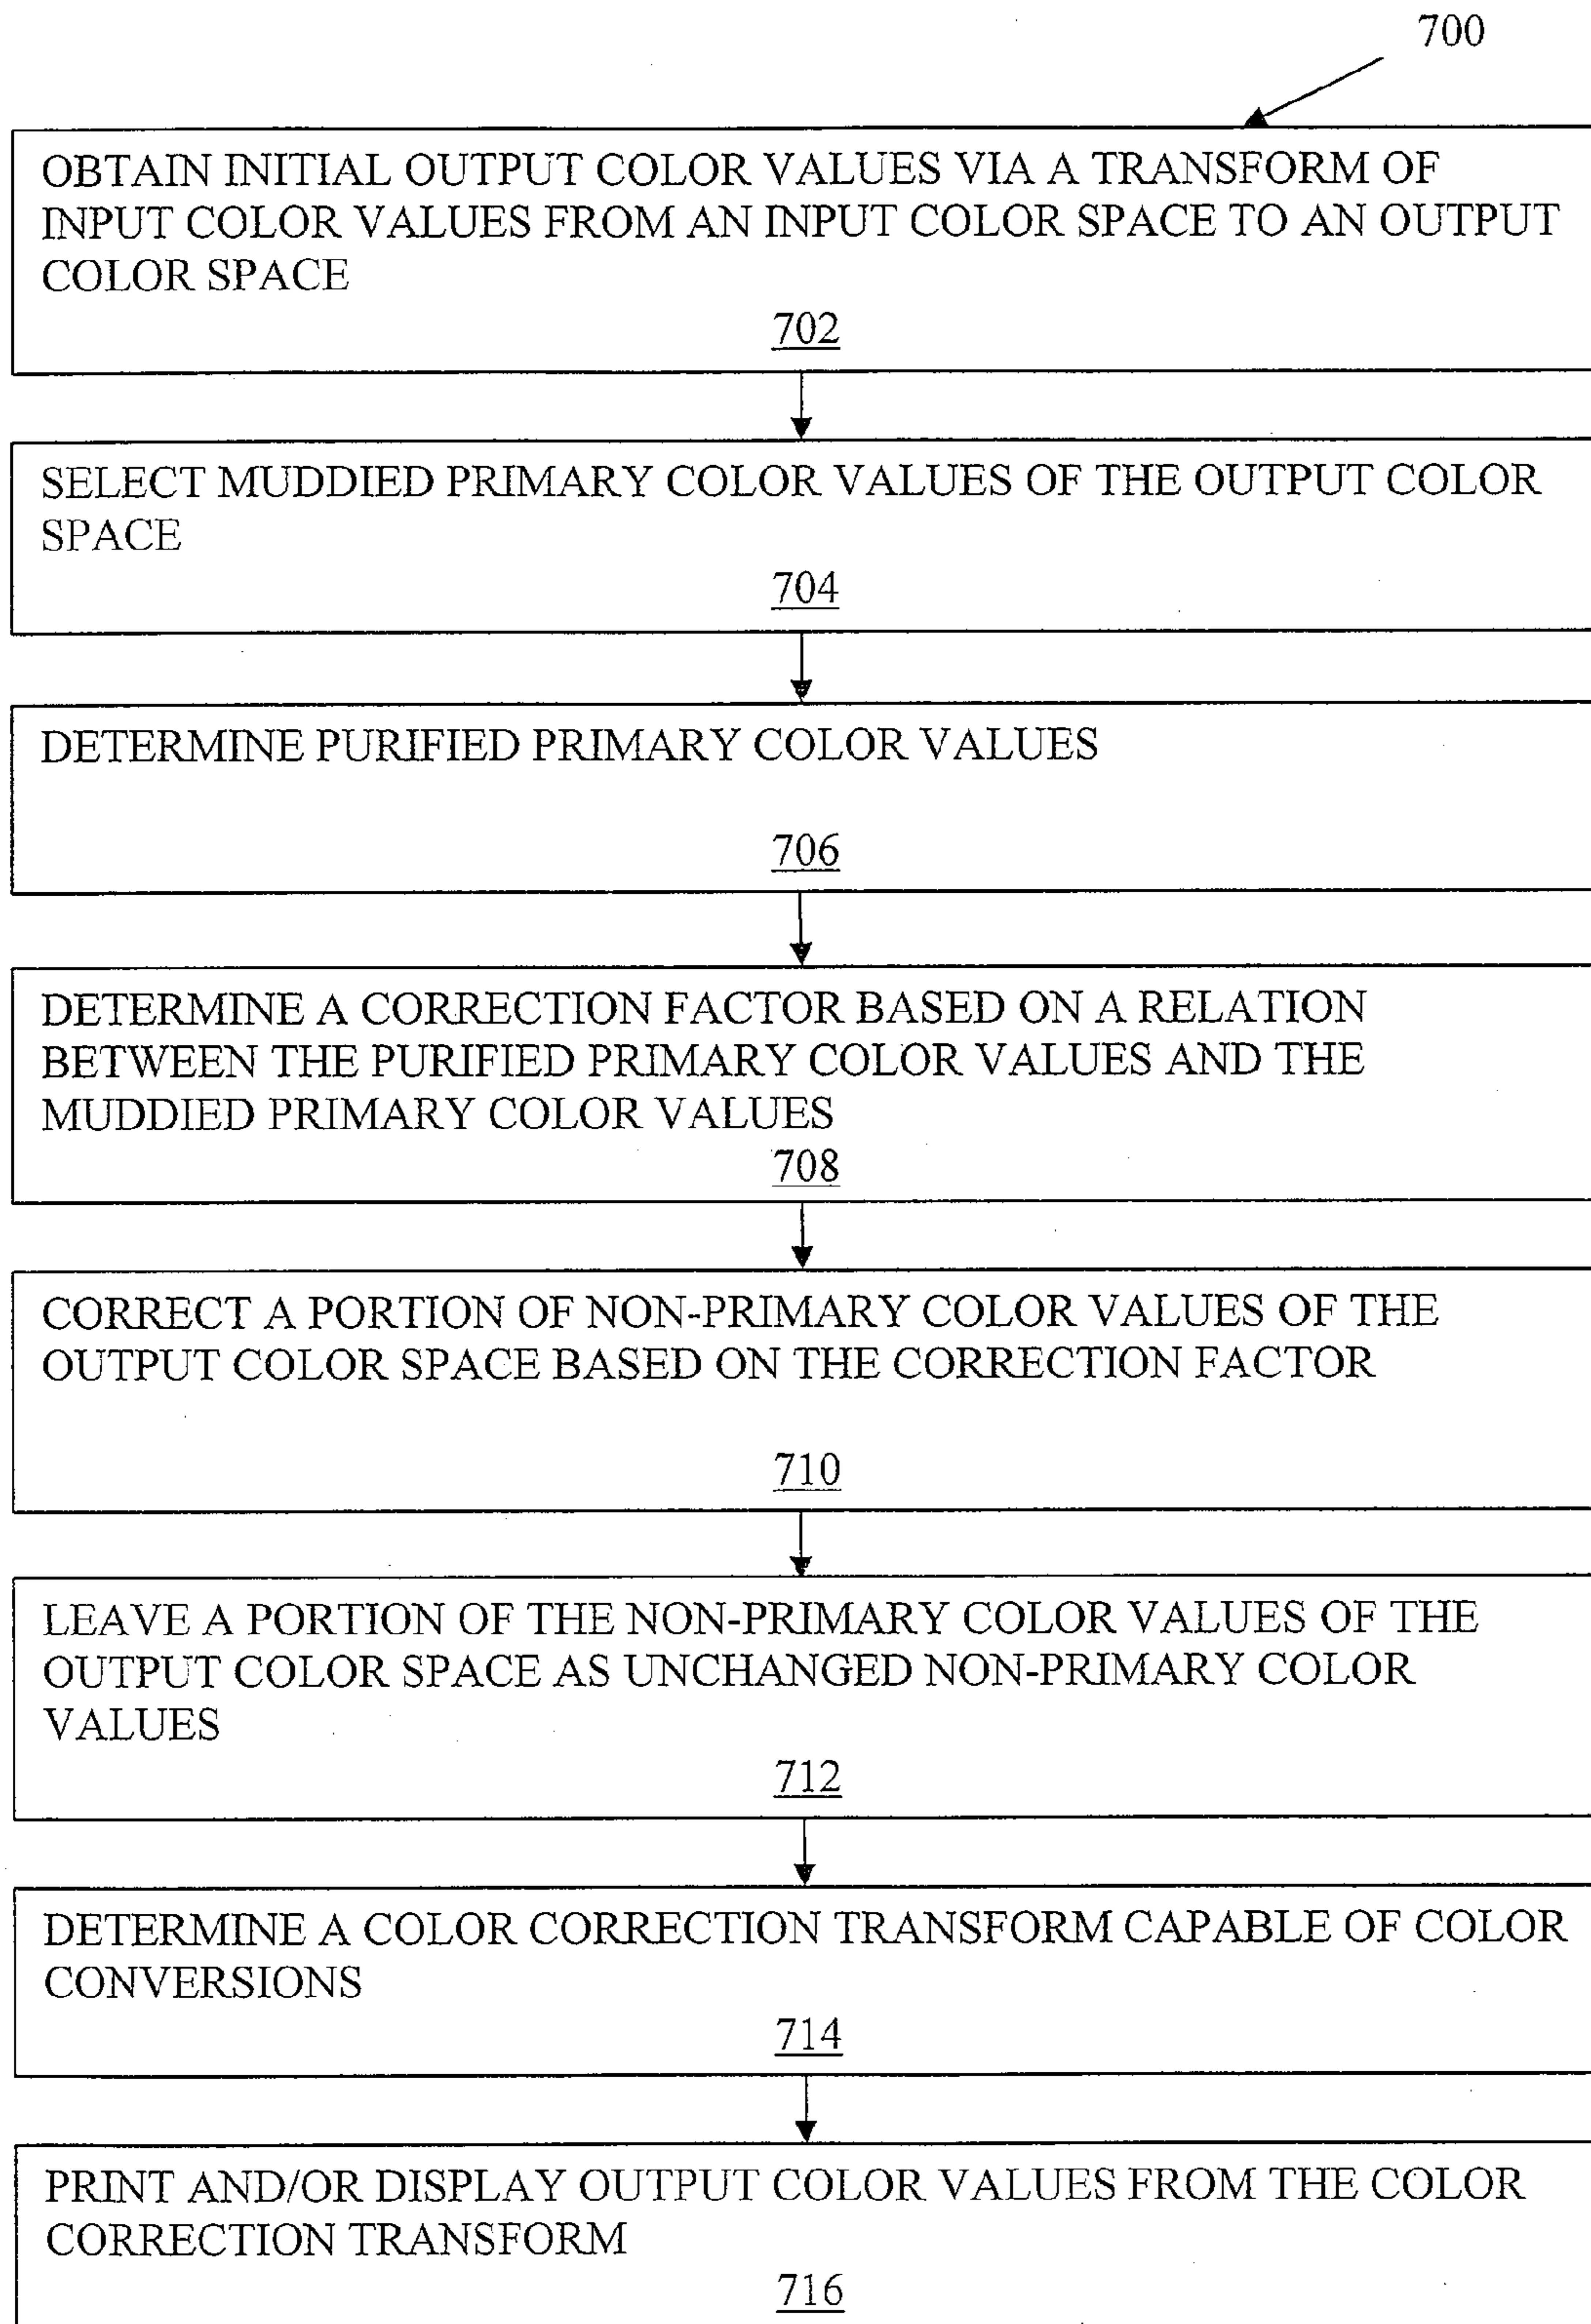 700
OBTAIN INITIAL OUTPUT COLOR VALUES VIA A TRANSFORM OF
INPUT COLOR VALUES FROM AN INPUT COLOR SPACE TO AN OUTPUT
COLOR SPACE
702
SELECT MUDDIED PRIMARY COLOR VALUES OF THE OUTPUT COLOR
SPACE
704
DETERMINE PURIFIED PRIMARY COLOR VALUES
706
DETERMINE A CORRECTION FACTOR BASED ON A RELATION
BETWEEN THE PURIFIED PRIMARY COLOR VALUES AND THE
MUDDIED PRIMARY COLOR VALUES
708
CORRECT A PORTION OF NON-PRIMARY COLOR VALUES OF THE
OUTPUT COLOR SPACE BASED ON THE CORRECTION FACTOR
710
LEAVE A PORTION OF THE NON-PRIMARY COLOR VALUES OF THE
OUTPUT COLOR SPACE AS UNCHANGED NON-PRIMARY COLOR
VALUES
712
DETERMINE A COLOR CORRECTION TRANSFORM CAPABLE OF COLOR
CONVERSIONS
714
PRINT AND/OR DISPLAY OUTPUT COLOR VALUES FROM THE COLOR
CORRECTION TRANSFORM
716